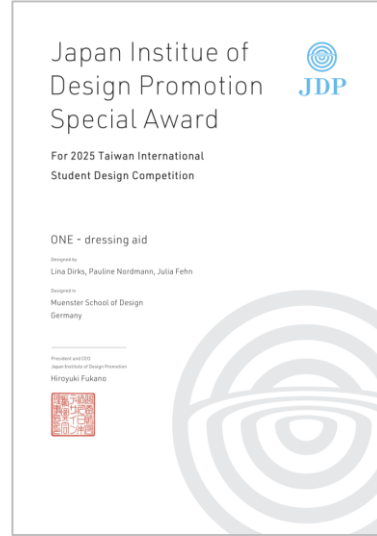 Japan Institue of
Design Promotion
Special Award
JDP
For 2025 Taiwan International
Student Design Competition
ONE - dressing aid
Designed by
Lina Dirks, Pauline Nordmann, Julia Fehn
Designed in
Muenster School of Design
Germany
President and CEO
Japan Institute of Design Promotion
Hiroyuki Fukano